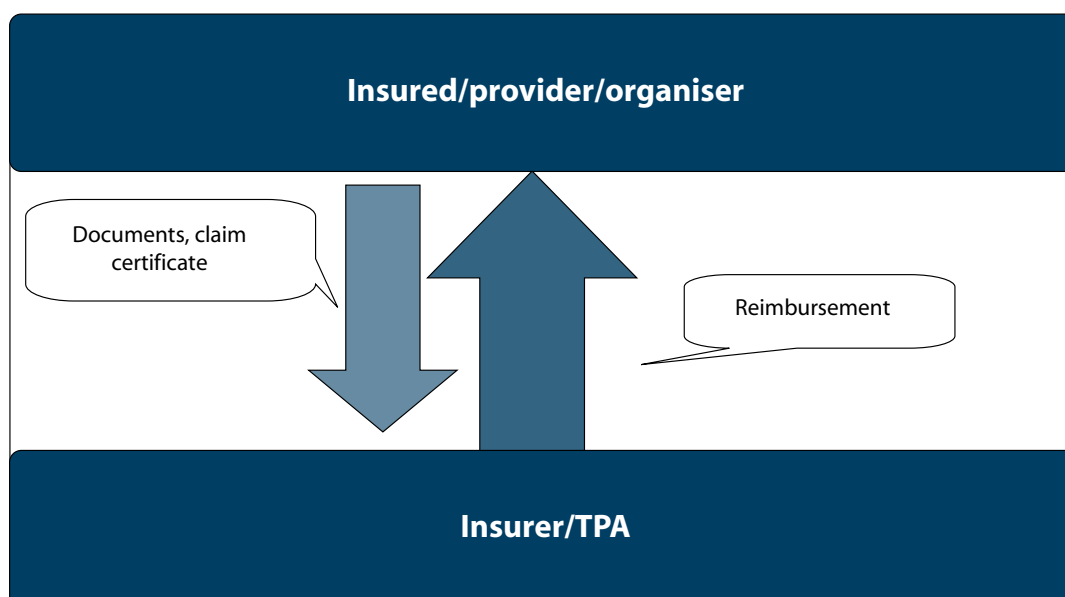 Insured/provider/organiser
Documents, claim
certificate
Reimbursement
Insurer/TPA